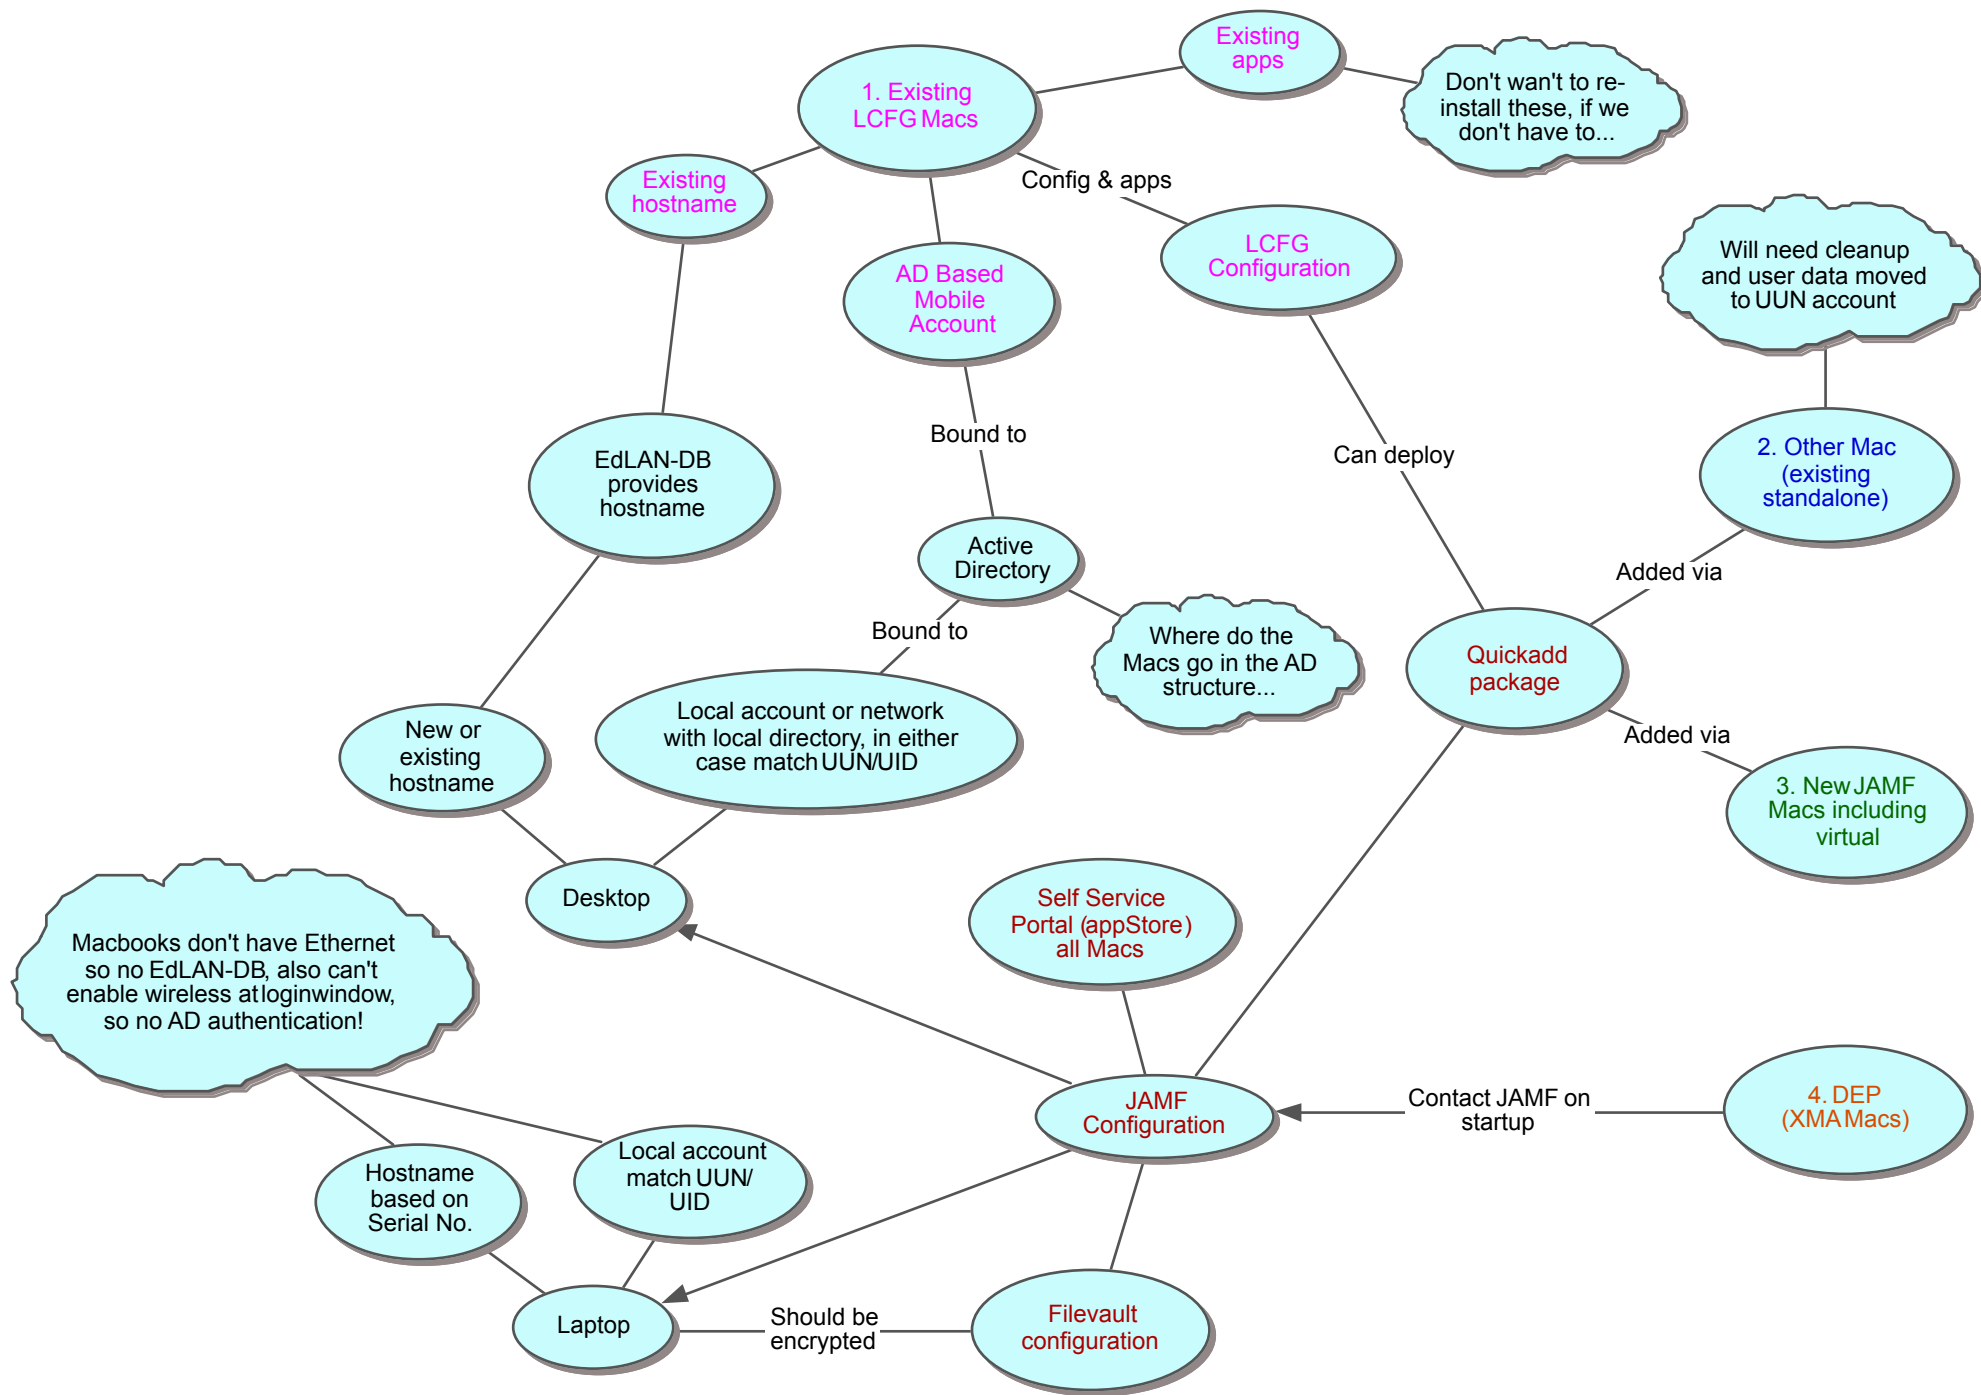 Existing
apps
1. Existing
LCFG Macs
Don't wan't to re-
install these, if we
don't have to...
Existing
hostname
Config & apps
LCFG
Configuration
AD Based
Mobile
Account
Will need cleanup
and user data moved
to UUN account
Bound to
Can deploy
EdLAN-DB
provides
hostname
2. Other Mac
(existing
standalone)
Active
Directory
Added via
Bound to
Where do the
Macs go in the AD
structure...
Quickadd
package
New or
existing
hostname
Local account or network
with local directory, in either
case match UUN/UID
Added via
3. New JAMF
Macs including
virtual
Desktop
Self Service
Portal (appStore)
all Macs
Macbooks don't have Ethernet
so no EdLAN-DB, also can't
enable wireless at loginwindow,
so no AD authentication!
JAMF
Configuration
Contact JAMF on
startup
4. DEP
(XMA Macs)
Hostname
based on
Serial No.
Local account
match UUN/
UID
Laptop
Should be
encrypted
Filevault
configuration